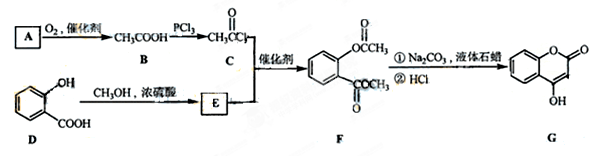 O
O₂, 催化剂 PCl₃ ‖ O
A CH₃COOH CH₃CCl OCCH₃
B C 催化剂 ① Na₂CO₃, 液体石蜡
COCH₃ ② HCl O O
OH CH₃OH, 浓硫酸 O
COOH E OH
D F G